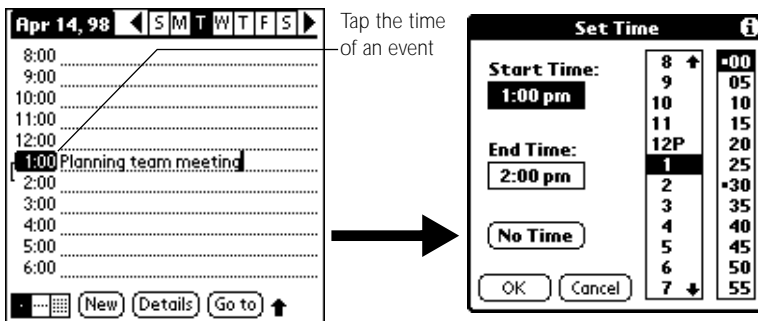 Apr 14, 98 S M T W T F S
8:00
9:00
10:00
11:00
12:00
1:00 Planning team meeting
2:00
3:00
4:00
5:00
6:00
New Details Go to
Tap the time
of an event
Set Time i
Start Time:
1:00 pm
End Time:
2:00 pm
No Time
OK Cancel
8
9
10
11
12P
1
2
3
4
5
6
7
00
05
10
15
20
25
30
35
40
45
50
55